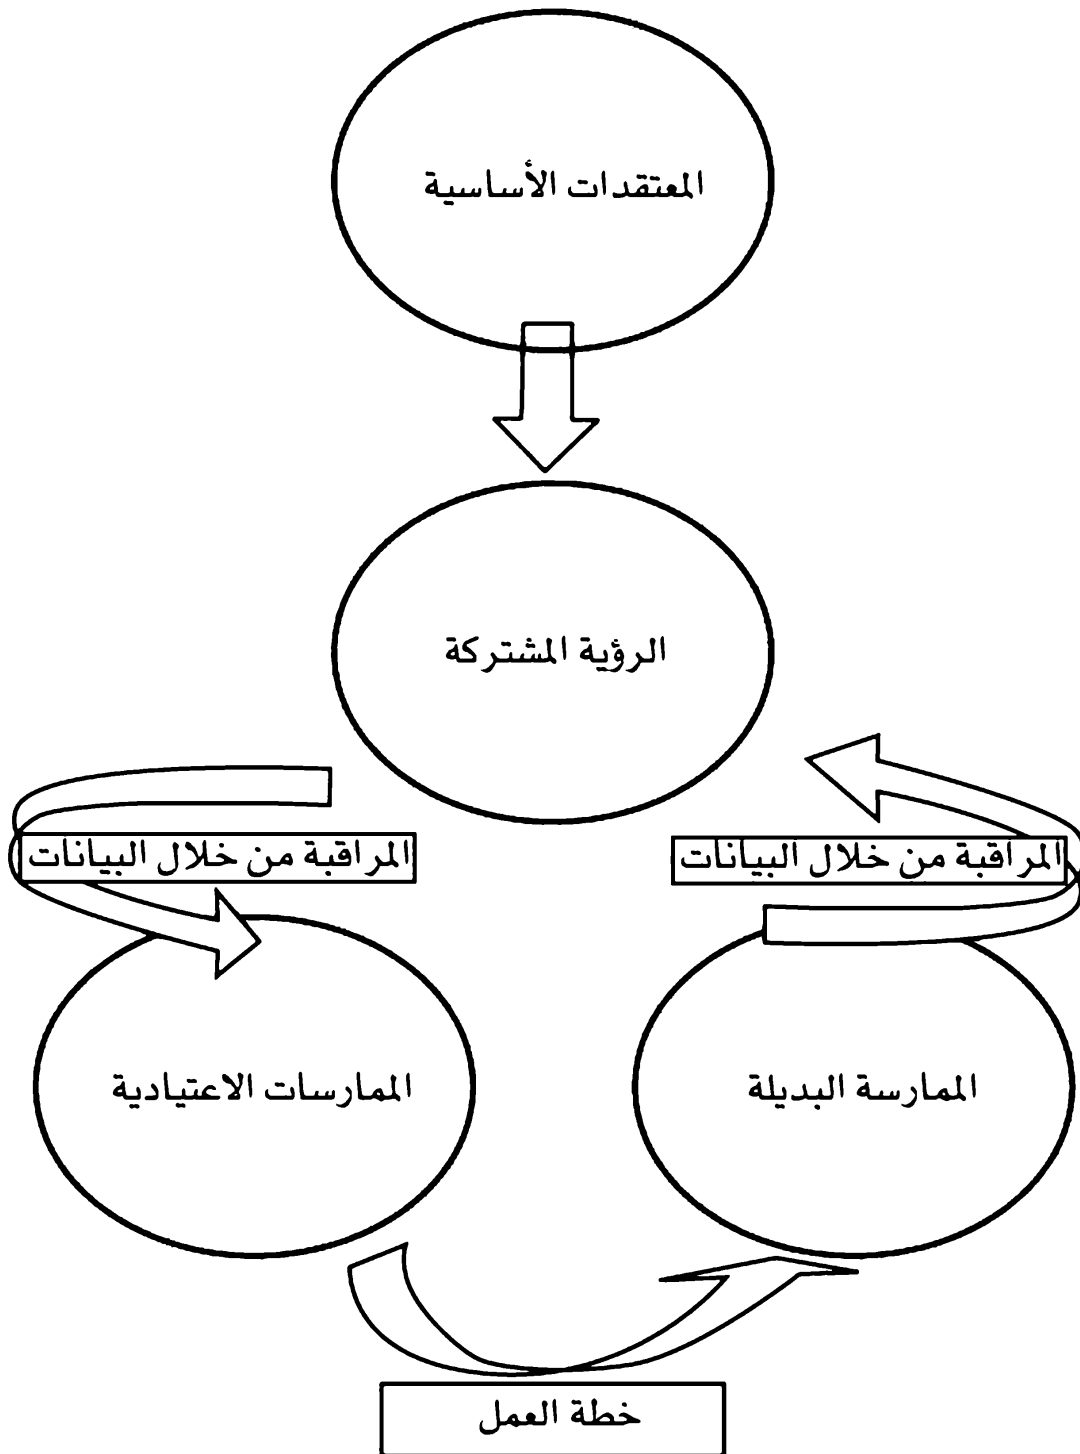 المعتقدات الأساسية
الرؤية المشتركة
المراقبة من خلال البيانات
المراقبة من خلال البيانات
الممارسة البديلة
الممارسات الاعتيادية
خطة العمل